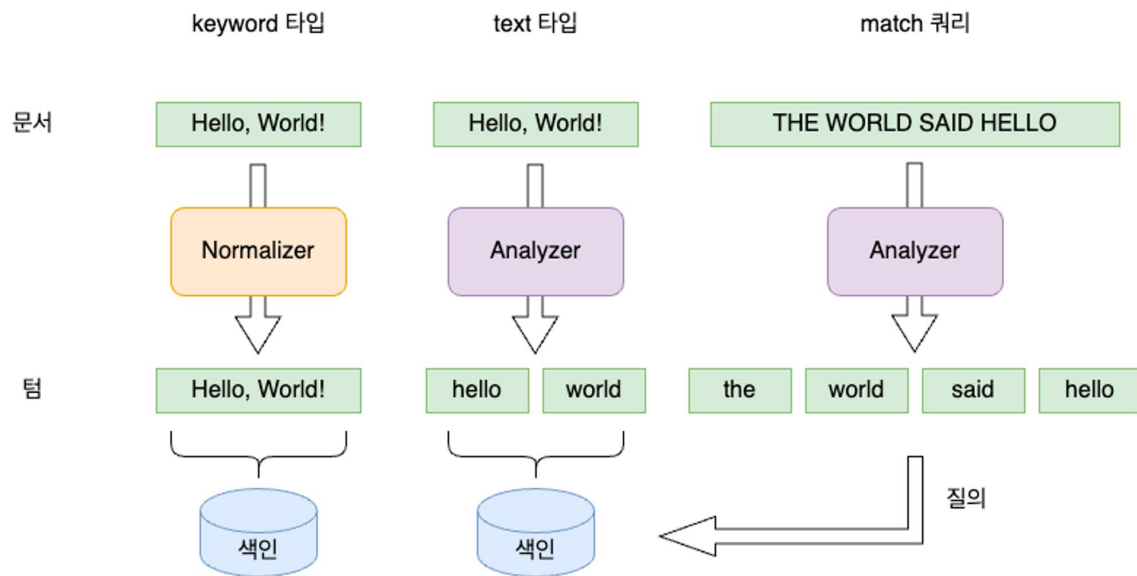 keyword 타입
text 타입
match 쿼리
문서
Hello, World!
Hello, World!
THE WORLD SAID HELLO
Normalizer
Analyzer
Analyzer
텀
Hello, World!
hello
world
the
world
said
hello
색인
색인
질의